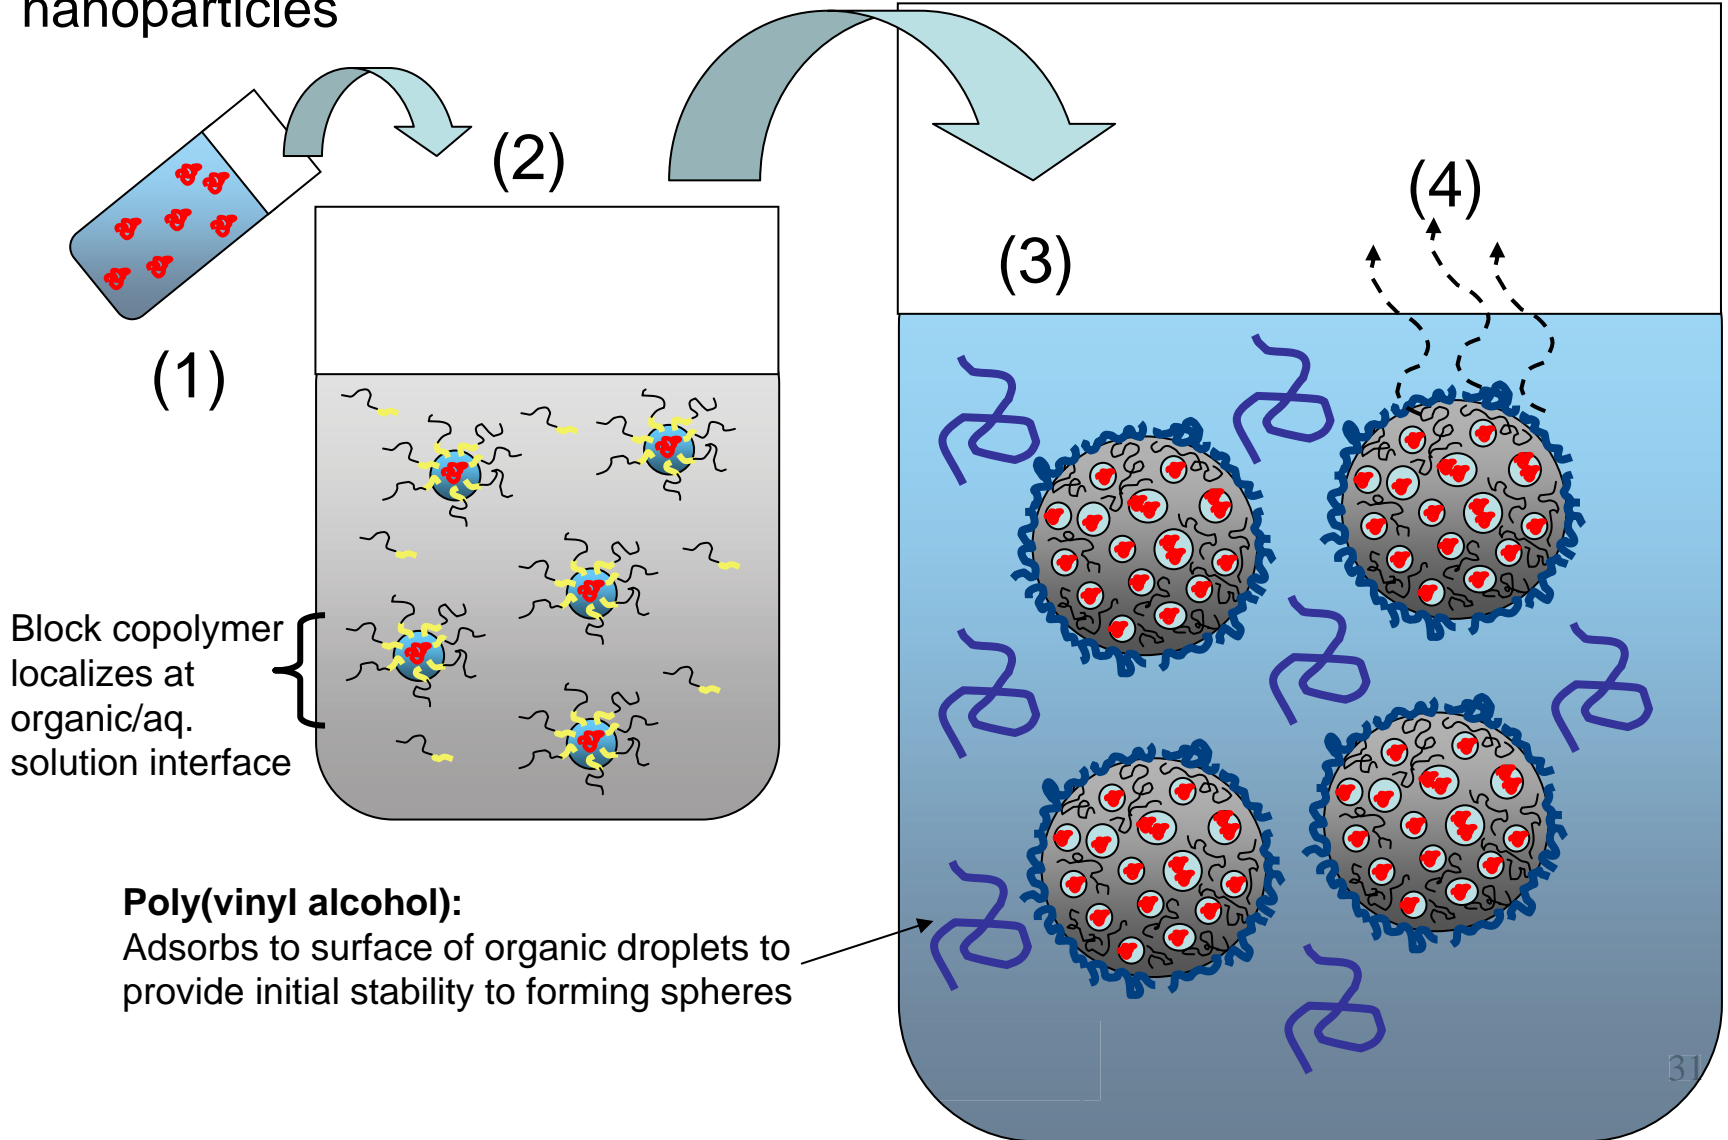 nanoparticles
(1)
(2)
(3)
(4)
Block copolymer
localizes at
organic/aq.
solution interface
Poly(vinyl alcohol):
Adsorbs to surface of organic droplets to
provide initial stability to forming spheres
31